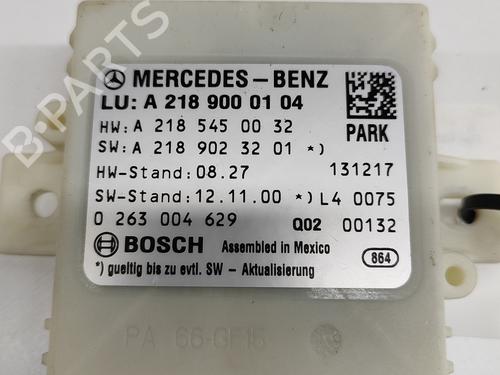 MERCEDES-BENZ
LU: A 218 900 01 04
HW: A 218 545 00 32
PARK
SW: A 218 902 32 01 *)
HW-Stand: 08.27 131217
SW-Stand: 12.11.00 *) L4 0075
0 263 004 629 Q02 00132
BOSCH Assembled in Mexico
864
*) gueltig bis zu evtl. SW - Aktualisierung
PA 66-GF15
B-PARTS